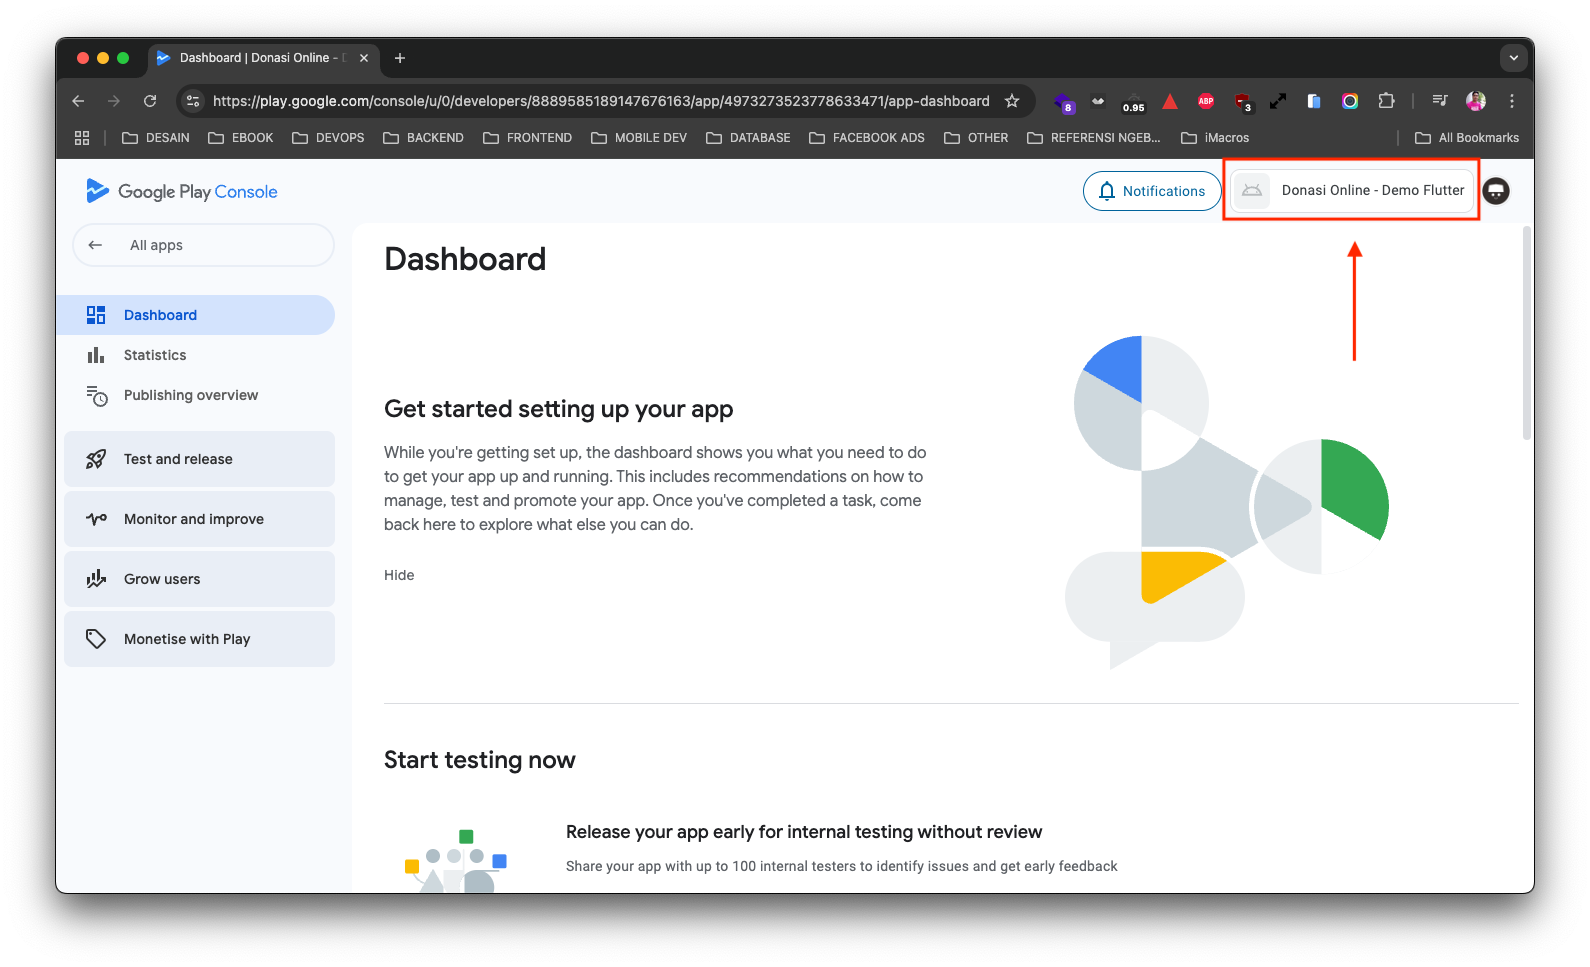 Dashboard | Donasi Online -
https://play.google.com/console/u/0/developers/8889585189147676163/app/4973273523778633471/app-dashboard
8
0.95
ABP
3
DESAIN
EBOOK
DEVOPS
BACKEND
FRONTEND
MOBILE DEV
DATABASE
FACEBOOK ADS
OTHER
REFERENSI NGEB...
iMacros
All Bookmarks
Google Play Console
Notifications
Donasi Online - Demo Flutter
All apps
Dashboard
Statistics
Publishing overview
Test and release
Monitor and improve
Grow users
Monetise with Play
Dashboard
Get started setting up your app
While you're getting set up, the dashboard shows you what you need to do
to get your app up and running. This includes recommendations on how to
manage, test and promote your app. Once you've completed a task, come
back here to explore what else you can do.
Hide
Start testing now
Release your app early for internal testing without review
Share your app with up to 100 internal testers to identify issues and get early feedback